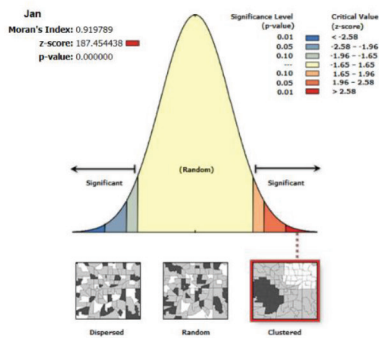 Jan
Moran's Index: 0.919789
z-score: 187.454438
p-value: 0.000000
Significance Level
(p-value)
Critical Value
(z-score)
0.01 < -2.58
0.05 -2.58 - -1.96
0.10 -1.96 - -1.65
--- -1.65 - 1.65
0.10 1.65 - 1.96
0.05 1.96 - 2.58
0.01 > 2.58
Significant
(Random)
Significant
Dispersed
Random
Clustered